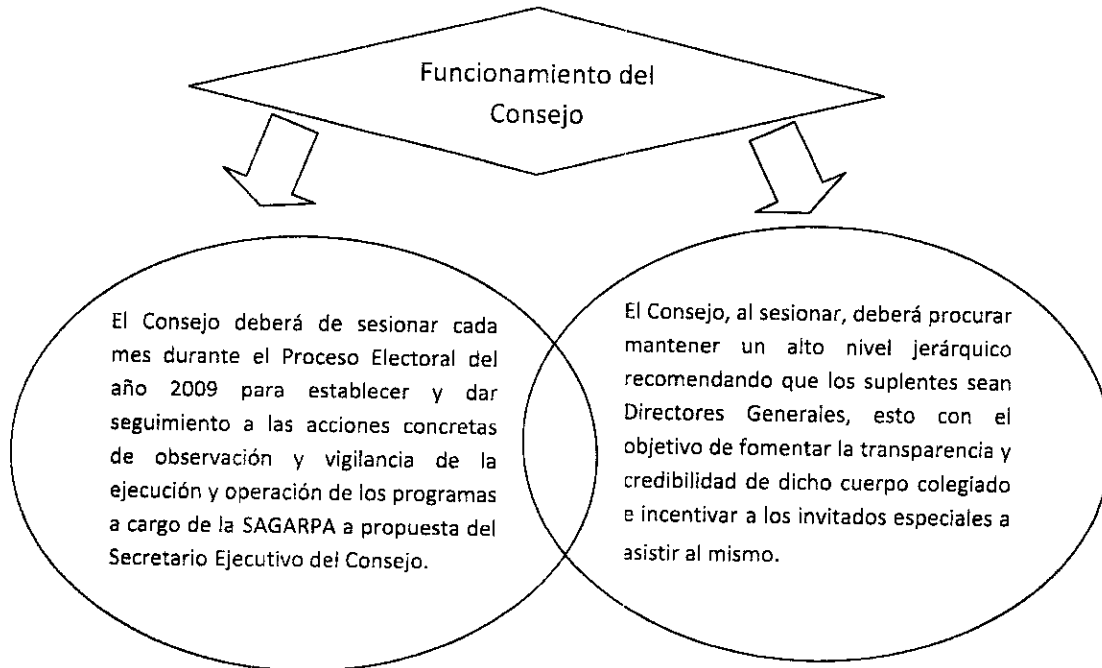 Funcionamiento del
Consejo
El Consejo deberá de sesionar cada
mes durante el Proceso Electoral del
año 2009 para establecer y dar
seguimiento a las acciones concretas
de observación y vigilancia de la
ejecución y operación de los programas
a cargo de la SAGARPA a propuesta del
Secretario Ejecutivo del Consejo.
El Consejo, al sesionar, deberá procurar
mantener un alto nivel jerárquico
recomendando que los suplentes sean
Directores Generales, esto con el
objetivo de fomentar la transparencia y
credibilidad de dicho cuerpo colegiado
e incentivar a los invitados especiales a
asistir al mismo.